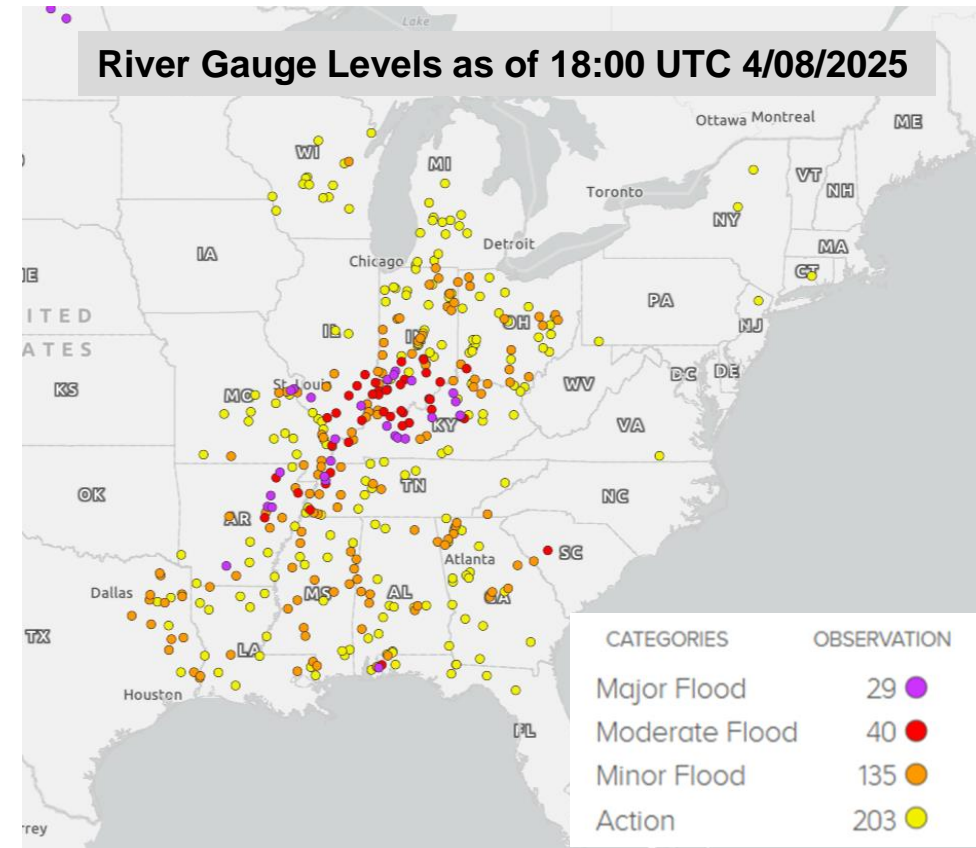 River Gauge Levels as of 18:00 UTC 4/08/2025
Lake
Ottawa
Montreal
ME
WI
MI
VT
NH
Toronto
NY
IA
Detroit
MA
Chicago
CT
PA
ITED
IL
IN
OH
NJ
ATES
KS
MO
WV
DC
DE
KY
VA
OK
TN
NC
AR
SC
Atlanta
Dallas
MS
AL
GA
TX
LA
Houston
FL
rrey
CATEGORIES OBSERVATION
Major Flood 29
Moderate Flood 40
Minor Flood 135
Action 203